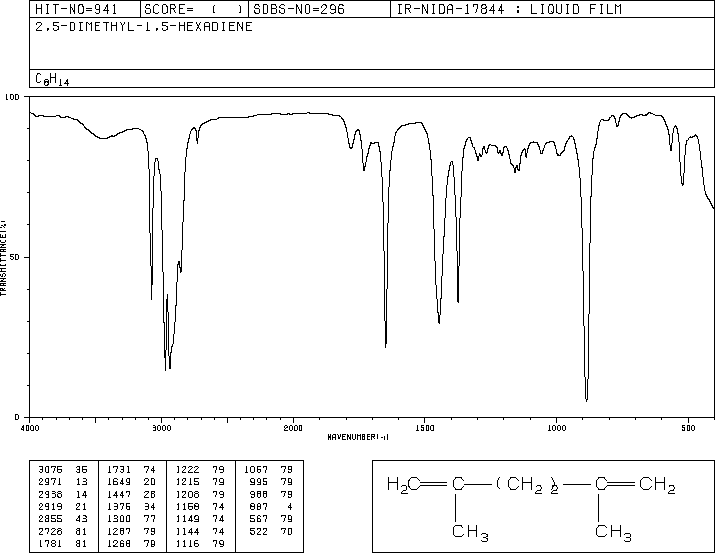 HIT-NO=941 SCORE= ( ) SDBS-NO=296 IR-NIDA-17844 : LIQUID FILM
2,5-DIMETHYL-1,5-HEXADIENE
C8H14
100
TRANSMITTANCE(%)
50
0
4000 3000 2000 1500 1000 500
WAVENUMBER(-1)
3076 36 1731 74 1222 79 1067 79
2971 13 1649 20 1215 79 995 79
2938 14 1447 28 1208 79 988 79
2919 21 1376 34 1158 74 887 4
2855 43 1300 77 1149 74 567 79
2728 81 1287 79 1144 74 522 70
1781 81 1268 79 1116 79
H2C C (CH2)2 C CH2
CH3 CH3